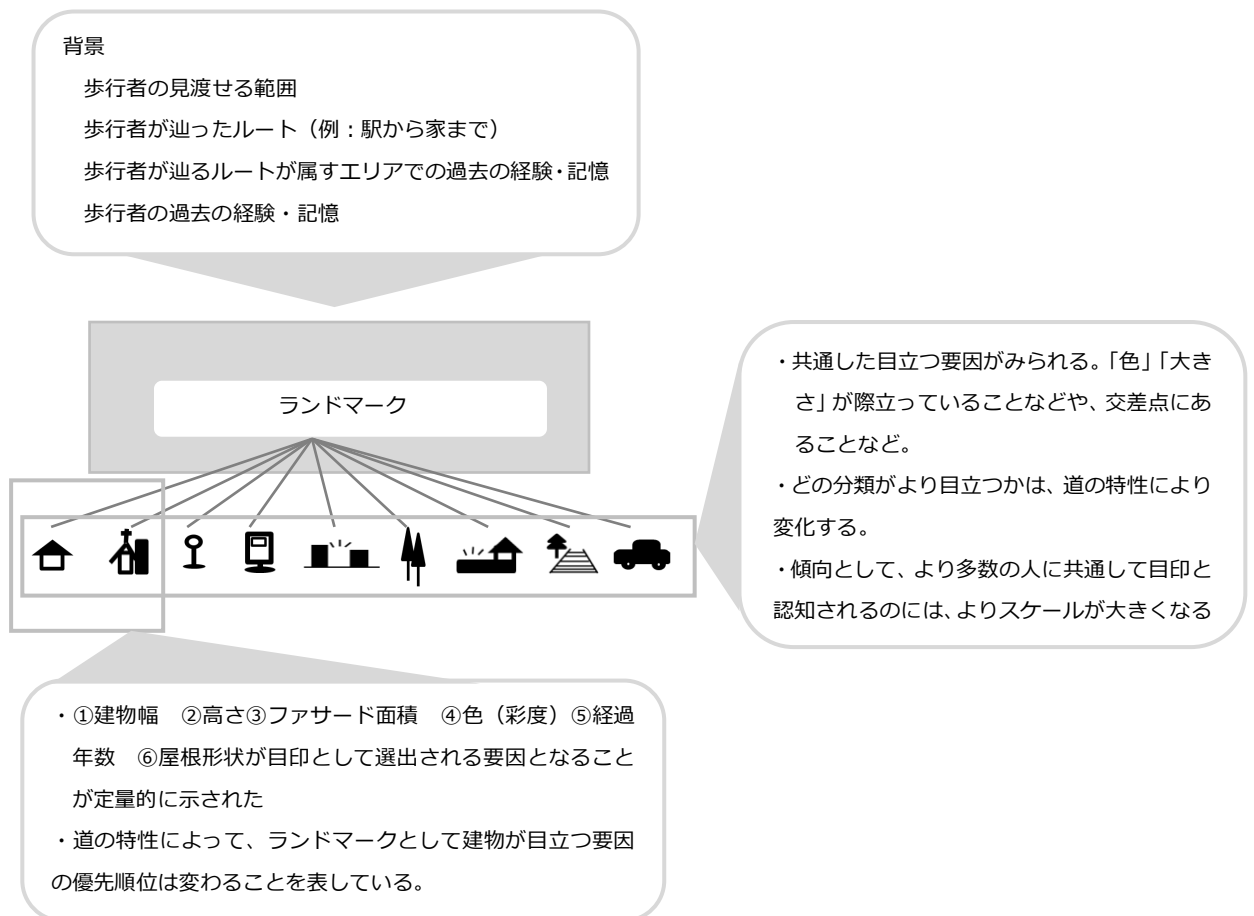 背景
歩行者の見渡せる範囲
歩行者が辿ったルート（例：駅から家まで）
歩行者が辿るルートが属すエリアでの過去の経験・記憶
歩行者の過去の経験・記憶
ランドマーク
・共通した目立つ要因がみられる。「色」「大き
さ」が際立っていることなどや、交差点にあ
ることなど。
・どの分類がより目立つかは、道の特性により
変化する。
・傾向として、より多数の人に共通して目印と
認知されるのには、よりスケールが大きくなる
・①建物幅　②高さ③ファサード面積　④色（彩度）⑤経過
年数　⑥屋根形状が目印として選出される要因となること
が定量的に示された
・道の特性によって、ランドマークとして建物が目立つ要因
の優先順位は変わることを表している。